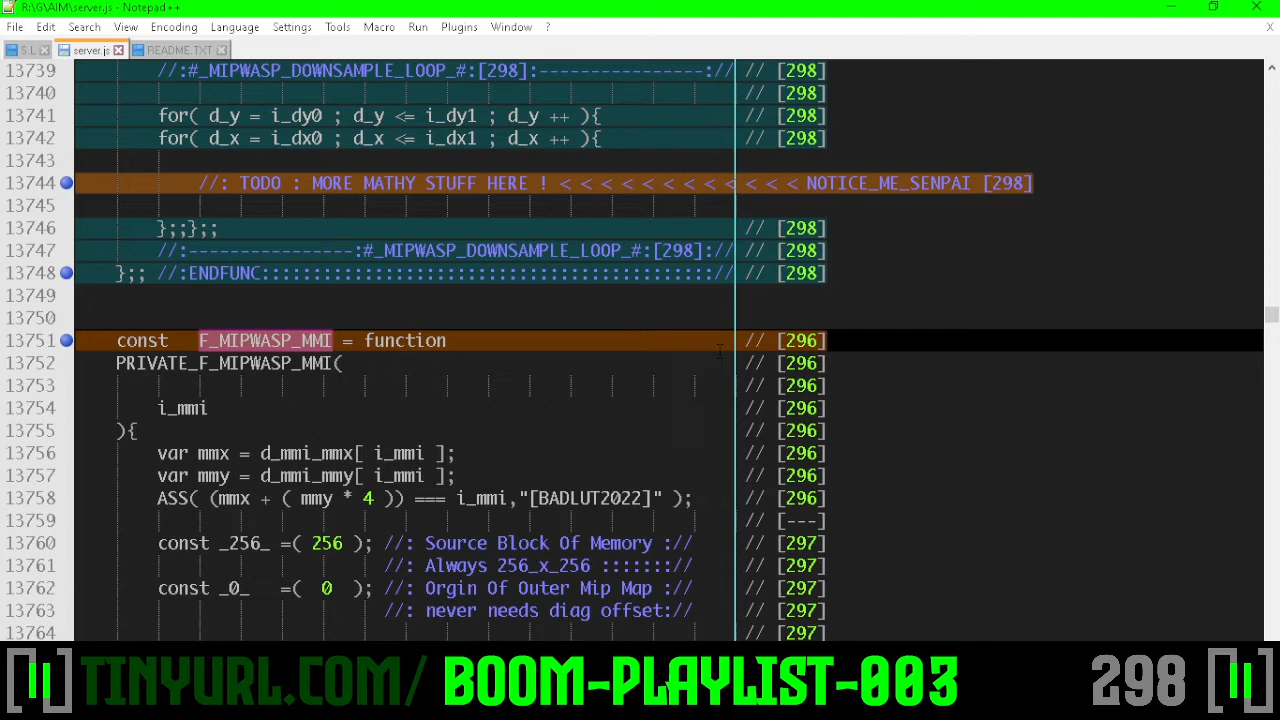 R:\G\AIM\server.js - Notepad++
File Edit Search View Encoding Language Settings Tools Macro Run Plugins Window ? X
S.L server.js README.TXT
13739 //:#_MIPWASP_DOWNSAMPLE_LOOP_#:[298]:----------------:// // [298]
13740 // [298]
13741 for( d_y = i_dy0 ; d_y <= i_dy1 ; d_y ++ ){ // [298]
13742 for( d_x = i_dx0 ; d_x <= i_dx1 ; d_x ++ ){ // [298]
13743
13744 //: TODO : MORE MATHY STUFF HERE ! < < < < < < < < < < < < NOTICE_ME_SENPAI [298]
13745
13746 };;};; // [298]
13747 //:----------------:#_MIPWASP_DOWNSAMPLE_LOOP_#:[298]:// // [298]
13748 };; //:ENDFUNC:::::::::::::::::::::::::::::::::::::::::::// // [298]
13749
13750
13751 const F_MIPWASP_MMI = function // [296]
13752 PRIVATE_F_MIPWASP_MMI( // [296]
13753 // [296]
13754 i_mmi // [296]
13755 ){ // [296]
13756 var mmx = d_mmi_mmx[ i_mmi ]; // [296]
13757 var mmy = d_mmi_mmy[ i_mmi ]; // [296]
13758 ASS( (mmx + ( mmy * 4 )) === i_mmi,"[BADLUT2022]" ); // [296]
13759 // [---]
13760 const _256_ =( 256 ); //: Source Block Of Memory :// // [297]
13761 //: Always 256_x_256 :::::::// // [297]
13762 const _0_ =( 0 ); //: Orgin Of Outer Mip Map :// // [297]
13763 //: never needs diag offset:// // [297]
13764 // [297]
TINYURL.COM/ BOOM-PLAYLIST-003 298